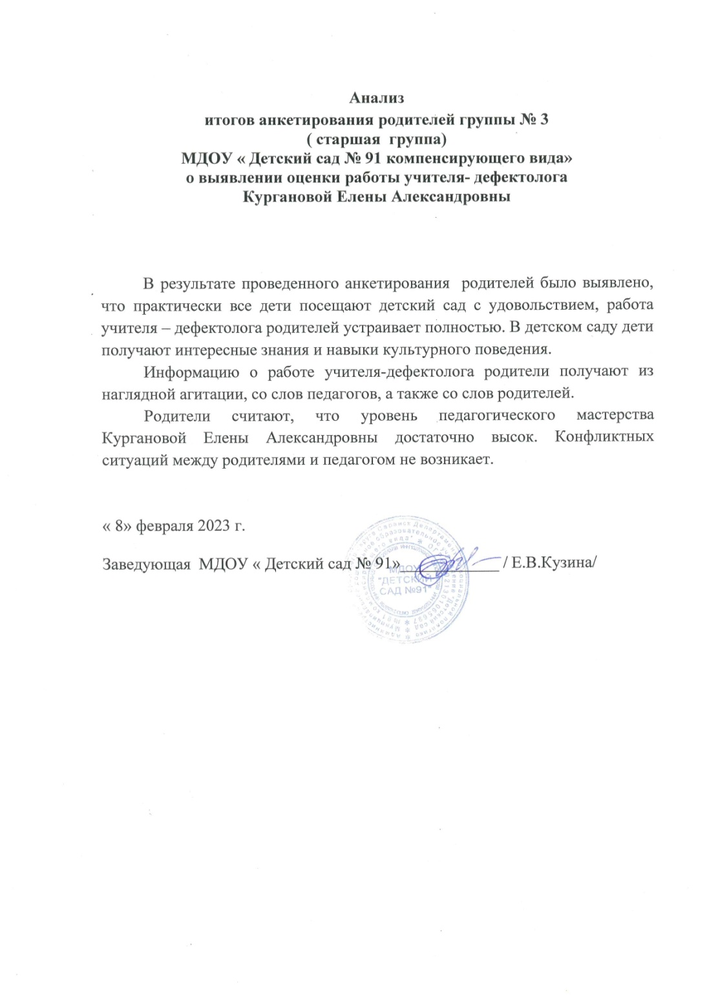 Анализ
итогов анкетирования родителей группы № 3
( старшая  группа)
МДОУ « Детский сад № 91 компенсирующего вида»
о выявлении оценки работы учителя- дефектолога
Кургановой Елены Александровны
В результате проведенного анкетирования  родителей было выявлено,
что практически все дети посещают детский сад с удовольствием, работа
учителя – дефектолога родителей устраивает полностью. В детском саду дети
получают интересные знания и навыки культурного поведения.
Информацию о работе учителя-дефектолога родители получают из
наглядной агитации, со слов педагогов, а также со слов родителей.
Родители считают, что уровень педагогического мастерства
Кургановой Елены Александровны достаточно высок. Конфликтных
ситуаций между родителями и педагогом не возникает.
« 8» февраля 2023 г.
Заведующая  МДОУ « Детский сад № 91»____________ / Е.В.Кузина/
МДОУ
"ДЕТСКИЙ
САД №91"